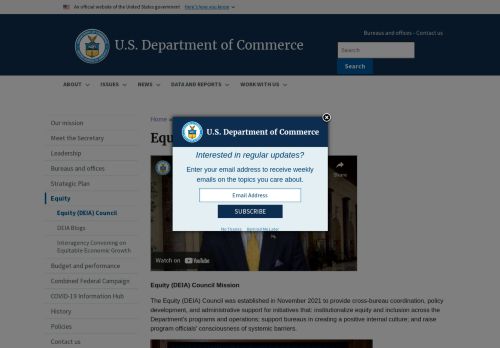 An official website of the United States government Here's how you know
U.S. Department of Commerce
Bureaus and offices - Contact us
Search
Search
ABOUT
ISSUES
NEWS
DATA AND REPORTS
WORK WITH US
Our mission
Meet the Secretary
Leadership
Bureaus and offices
Strategic Plan
Equity
Equity (DEIA) Council
DEIA Blogs
Interagency Convening on
Equitable Economic Growth
Budget and performance
Combined Federal Campaign
COVID-19 Information Hub
History
Policies
Contact us
Home »
Equ
Share
U.S. Department of Commerce
Interested in regular updates?
Enter your email address to receive weekly
emails on the topics you care about.
Email Address
SUBSCRIBE
No Thanks Remind Me Later
Watch on YouTube
Equity (DEIA) Council Mission
The Equity (DEIA) Council was established in November 2021 to provide cross-bureau coordination, policy
development, and administrative support for initiatives that: institutionalize equity and inclusion across the
Department's programs and operations; support bureaus in creating a positive internal culture; and raise
program officials' consciousness of systemic barriers.